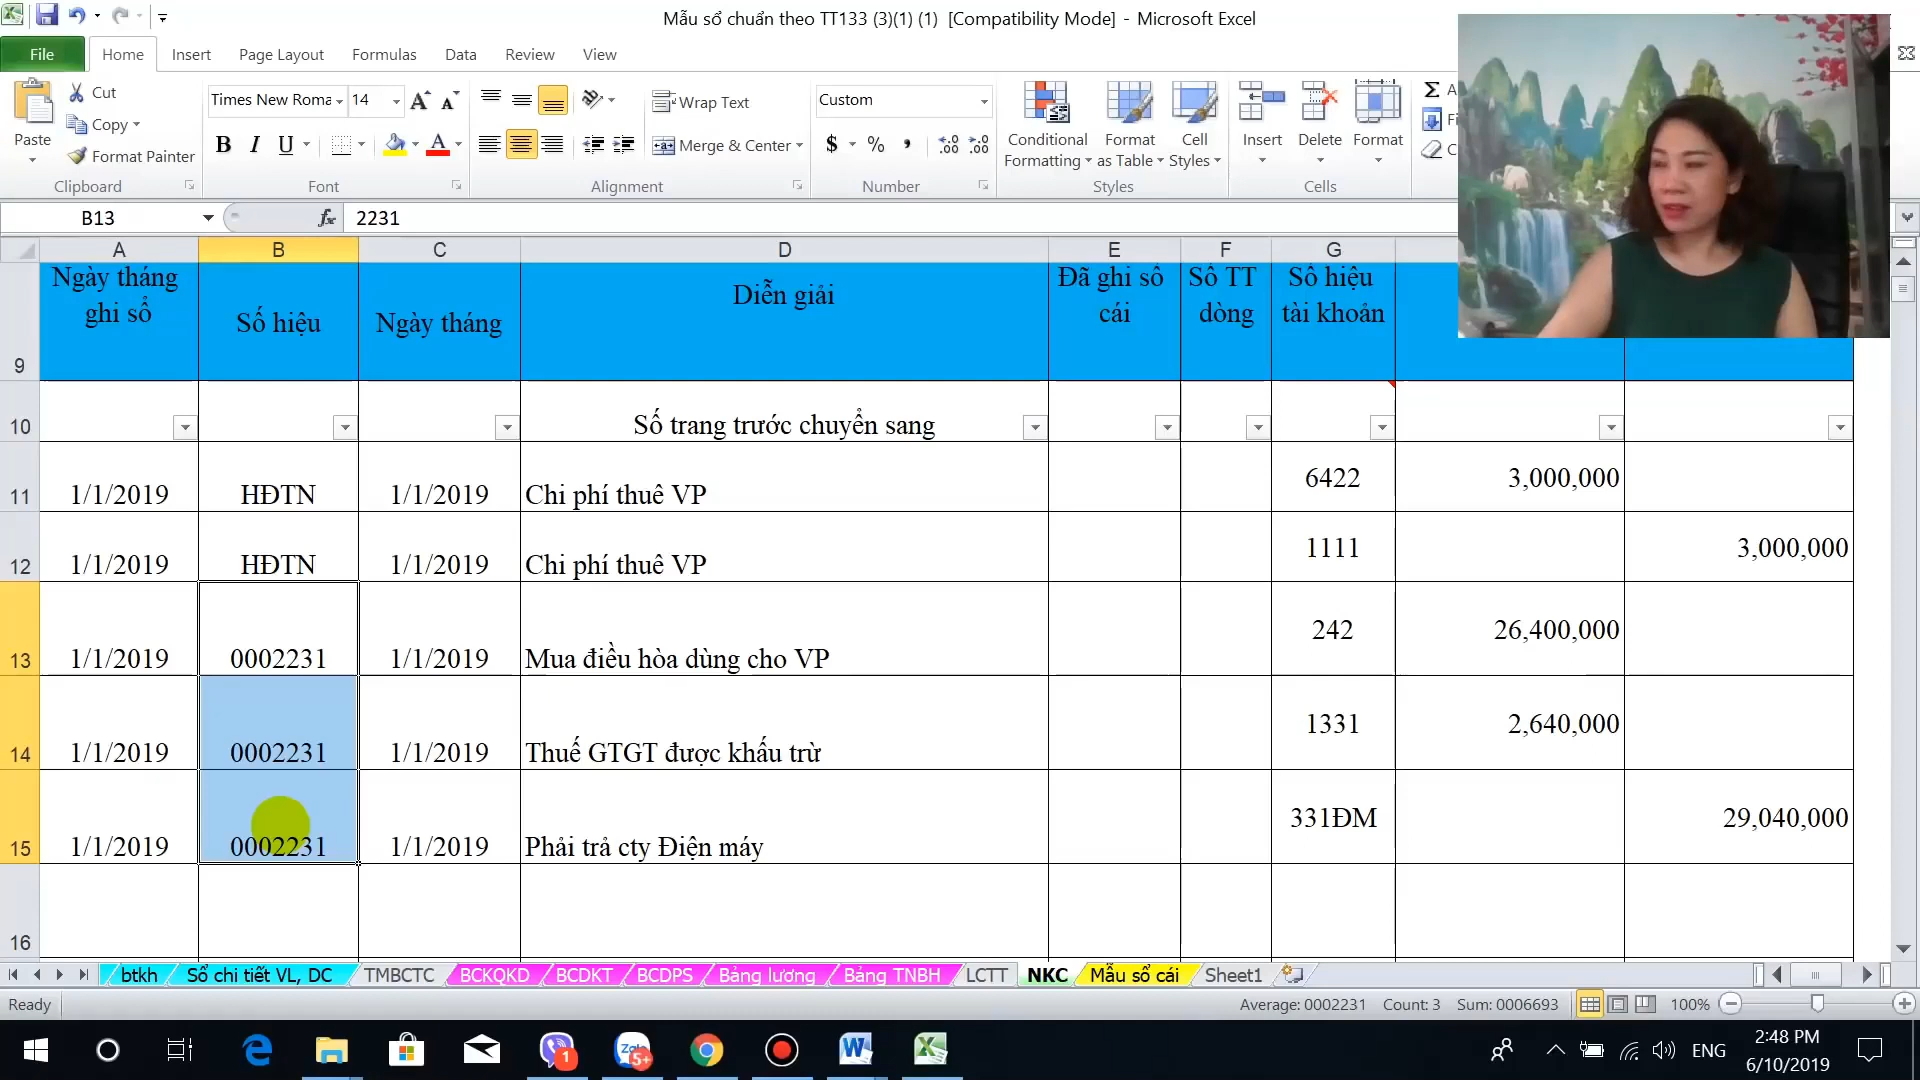 Mẫu sổ chuẩn theo TT133 (3)(1) (1) [Compatibility Mode] - Microsoft Excel
File Home Insert Page Layout Formulas Data Review View
Paste Cut Copy Format Painter Clipboard
Times New Roma 14 B I U Font
Wrap Text Merge & Center Alignment
Custom $ % , Number
Conditional Formatting Format as Table Cell Styles Styles
Insert Delete Format Cells
B13 fx 2231
A B C D E F G
9 Ngày tháng ghi sổ Số hiệu Ngày tháng Diễn giải Đã ghi sổ cái Số TT dòng Số hiệu tài khoản
10 Số trang trước chuyển sang
11 1/1/2019 HĐTN 1/1/2019 Chi phí thuê VP 6422 3,000,000
12 1/1/2019 HĐTN 1/1/2019 Chi phí thuê VP 1111 3,000,000
13 1/1/2019 0002231 1/1/2019 Mua điều hòa dùng cho VP 242 26,400,000
14 1/1/2019 0002231 1/1/2019 Thuế GTGT được khấu trừ 1331 2,640,000
15 1/1/2019 0002231 1/1/2019 Phải trả cty Điện máy 331ĐM 29,040,000
16
btkh Sổ chi tiết VL, DC TMBCTC BCKQKD BCDKT BCDPS Bảng lương Bảng TNBH LCTT NKC Mẫu sổ cái Sheet1
Ready Average: 0002231 Count: 3 Sum: 0006693 100%
1 Zalo 5+ ENG 2:48 PM
6/10/2019